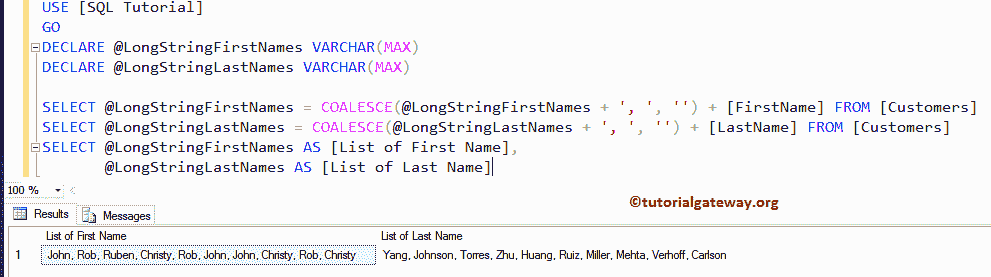 USE [SQL Tutorial]
GO
DECLARE @LongStringFirstNames VARCHAR(MAX)
DECLARE @LongStringLastNames VARCHAR(MAX)
SELECT @LongStringFirstNames = COALESCE(@LongStringFirstNames + ', ', '') + [FirstName] FROM [Customers]
SELECT @LongStringLastNames = COALESCE(@LongStringLastNames + ', ', '') + [LastName] FROM [Customers]
SELECT @LongStringFirstNames AS [List of First Name],
@LongStringLastNames AS [List of Last Name]
100 %
©tutorialgateway.org
Results Messages
List of First Name List of Last Name
1 John, Rob, Ruben, Christy, Rob, John, John, Christy, Rob, Christy Yang, Johnson, Torres, Zhu, Huang, Ruiz, Miller, Mehta, Verhoff, Carlson